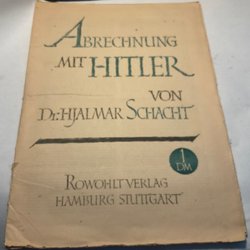 ABRECHNUNG
MIT HITLER
VON
DR. HJALMAR SCHACHT
1
DM
ROWOHLT VERLAG
HAMBURG STUTTGART